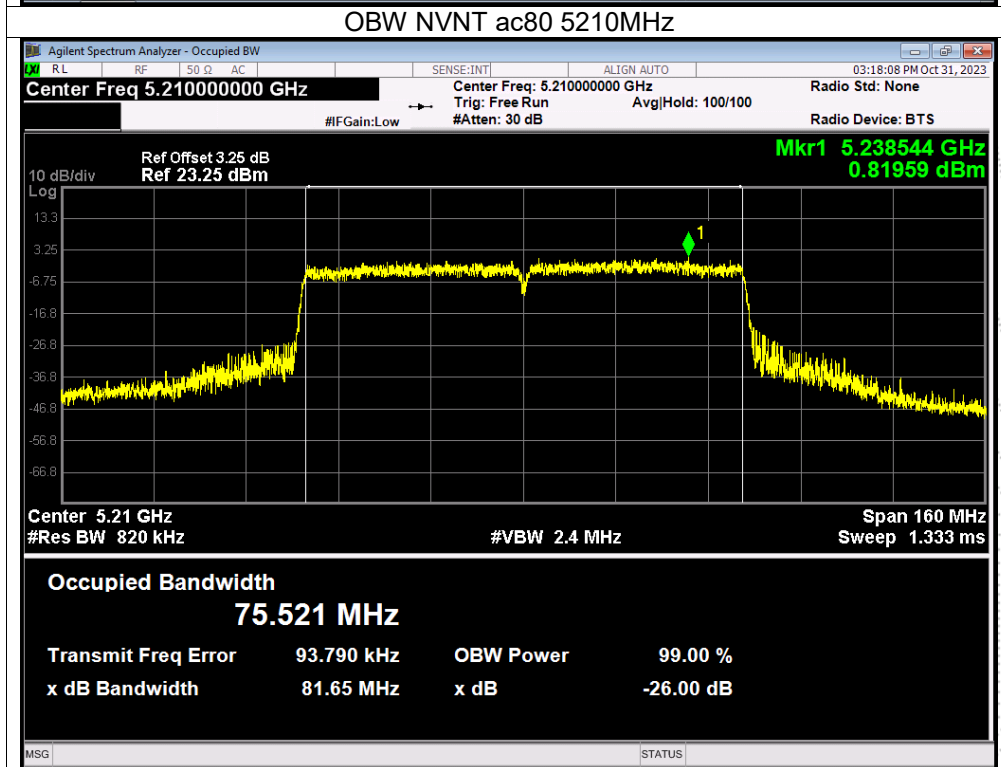 OBW NVNT ac80 5210MHz
Agilent Spectrum Analyzer - Occupied BW
LXI RL RF 50 Ω AC SENSE:INT ALIGN AUTO 03:18:08 PM Oct 31, 2023
Center Freq 5.210000000 GHz Center Freq: 5.210000000 GHz Radio Std: None
Trig: Free Run Avg|Hold: 100/100
#IFGain:Low #Atten: 30 dB Radio Device: BTS
Ref Offset 3.25 dB Mkr1 5.238544 GHz
10 dB/div Ref 23.25 dBm 0.81959 dBm
Log
13.3
1
3.25
-6.75
-16.8
-26.8
-36.8
-46.8
-56.8
-66.8
Center 5.21 GHz Span 160 MHz
#Res BW 820 kHz #VBW 2.4 MHz Sweep 1.333 ms
Occupied Bandwidth
75.521 MHz
Transmit Freq Error 93.790 kHz OBW Power 99.00 %
x dB Bandwidth 81.65 MHz x dB -26.00 dB
MSG STATUS